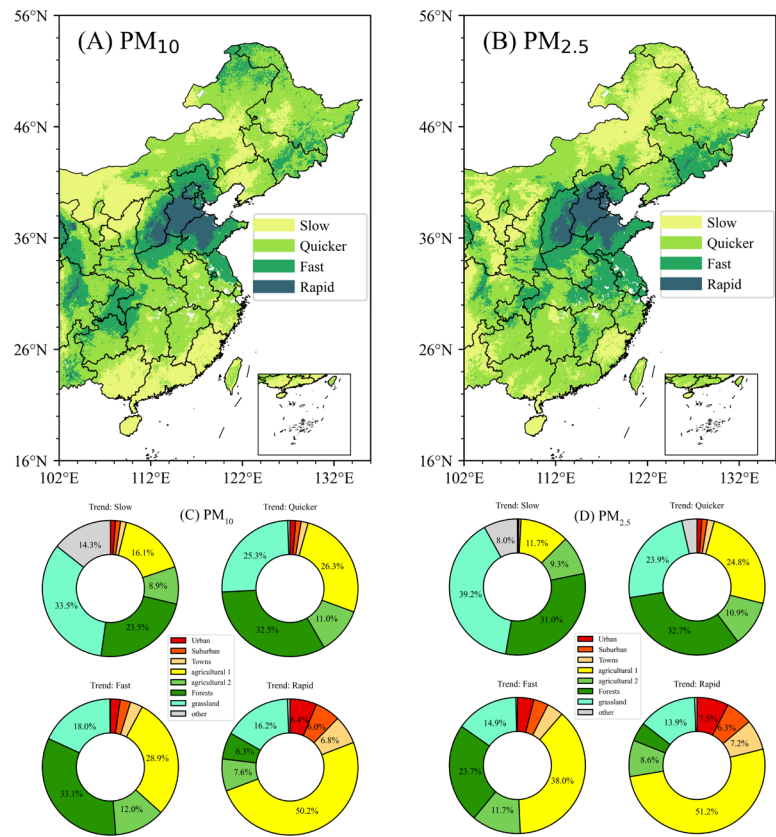 (A) PM10
(B) PM2.5
56°N
46°N
36°N
26°N
16°N
102°E
112°E
122°E
132°E
Slow
Quicker
Fast
Rapid
56°N
46°N
36°N
26°N
16°N
102°E
112°E
122°E
132°E
Slow
Quicker
Fast
Rapid
(C) PM10
Trend: Slow
14.3%
16.1%
8.9%
23.5%
33.5%
Trend: Quicker
25.3%
26.3%
11.0%
32.5%
Urban
Suburban
Towns
agricultural 1
agricultural 2
Forests
grassland
other
Trend: Fast
18.0%
28.9%
12.0%
33.1%
Trend: Rapid
16.2%
6.4%
6.0%
6.8%
6.3%
7.6%
50.2%
(D) PM2.5
Trend: Slow
8.0%
11.7%
9.3%
31.0%
39.2%
Trend: Quicker
23.9%
24.8%
10.9%
32.7%
Urban
Suburban
Towns
agricultural 1
agricultural 2
Forests
grassland
other
Trend: Fast
14.9%
38.0%
11.7%
23.7%
Trend: Rapid
13.9%
7.5%
6.3%
7.2%
8.6%
51.2%